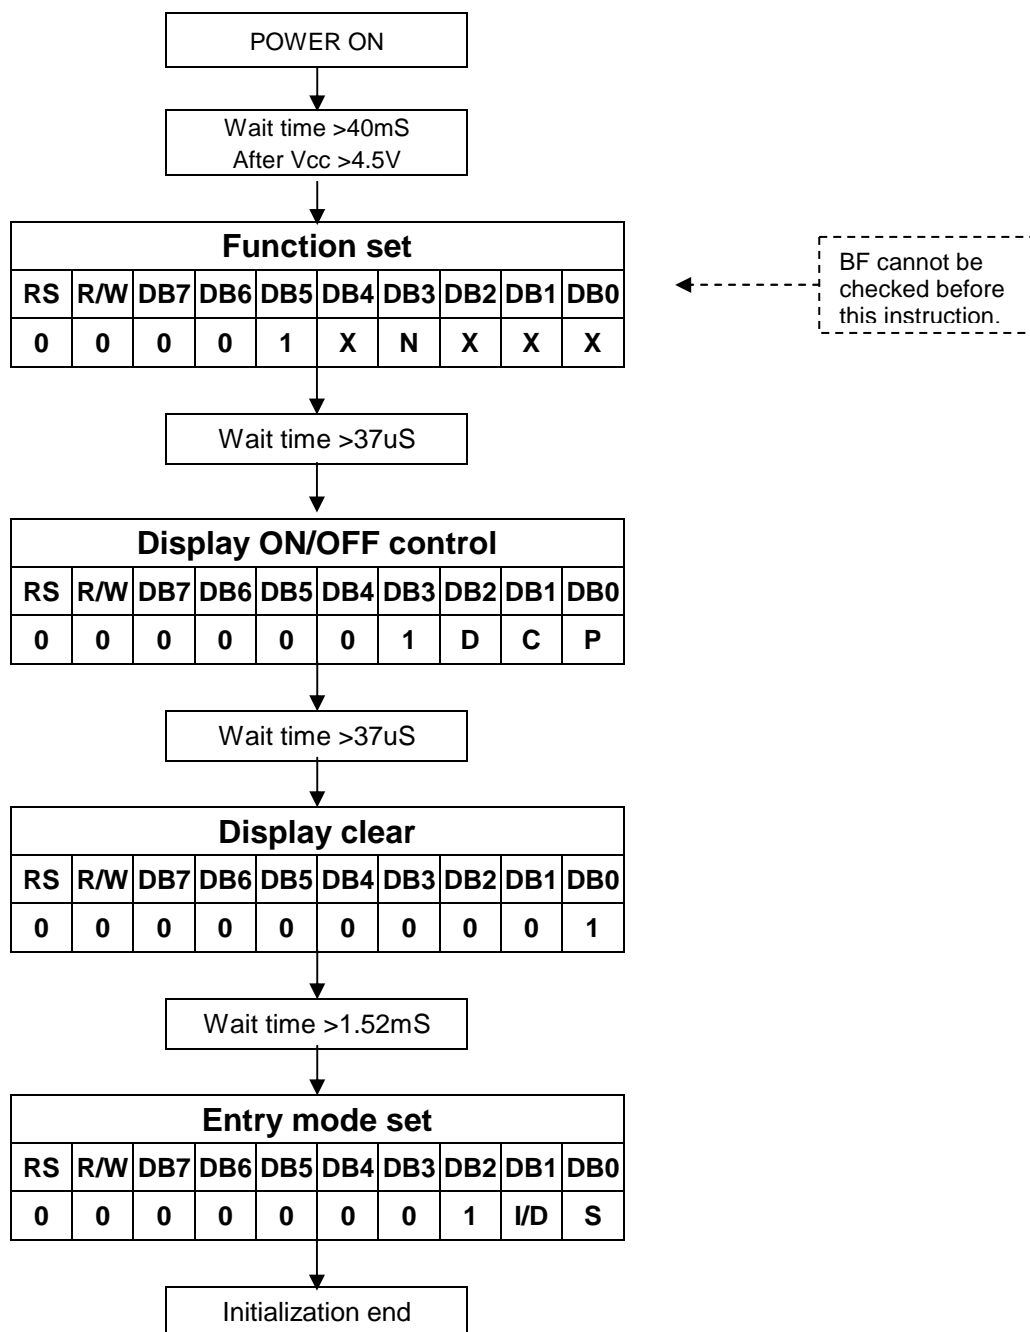 POWER ON
Wait time >40mS
After Vcc >4.5V
Function set
RS R/W DB7 DB6 DB5 DB4 DB3 DB2 DB1 DB0
0 0 0 0 1 X N X X X
BF cannot be
checked before
this instruction.
Wait time >37uS
Display ON/OFF control
RS R/W DB7 DB6 DB5 DB4 DB3 DB2 DB1 DB0
0 0 0 0 0 0 1 D C P
Wait time >37uS
Display clear
RS R/W DB7 DB6 DB5 DB4 DB3 DB2 DB1 DB0
0 0 0 0 0 0 0 0 0 1
Wait time >1.52mS
Entry mode set
RS R/W DB7 DB6 DB5 DB4 DB3 DB2 DB1 DB0
0 0 0 0 0 0 0 1 I/D S
Initialization end